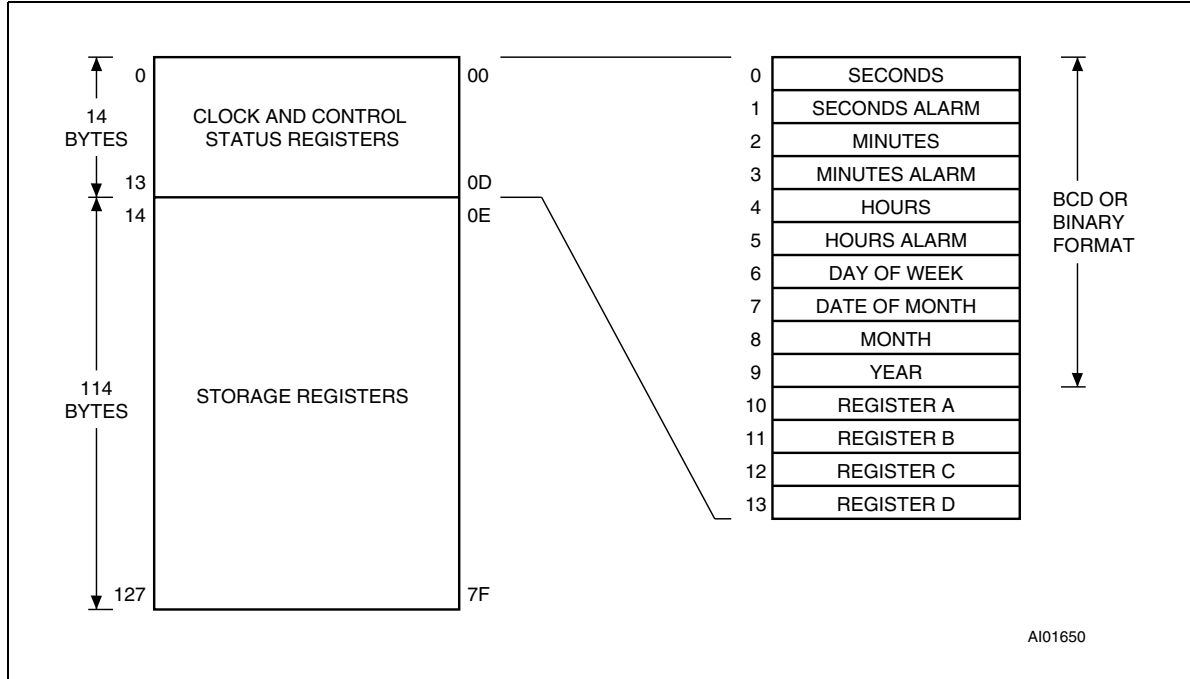 0
00
14
BYTES
CLOCK AND CONTROL
STATUS REGISTERS
13
0D
14
0E
114
BYTES
STORAGE REGISTERS
127
7F
0 SECONDS
1 SECONDS ALARM
2 MINUTES
3 MINUTES ALARM
4 HOURS
5 HOURS ALARM
6 DAY OF WEEK
7 DATE OF MONTH
8 MONTH
9 YEAR
10 REGISTER A
11 REGISTER B
12 REGISTER C
13 REGISTER D
BCD OR
BINARY
FORMAT
AI01650